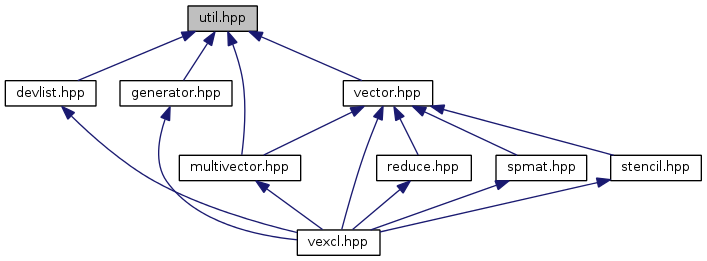 util.hpp
devlist.hpp
generator.hpp
vector.hpp
multivector.hpp
reduce.hpp
spmat.hpp
stencil.hpp
vexcl.hpp